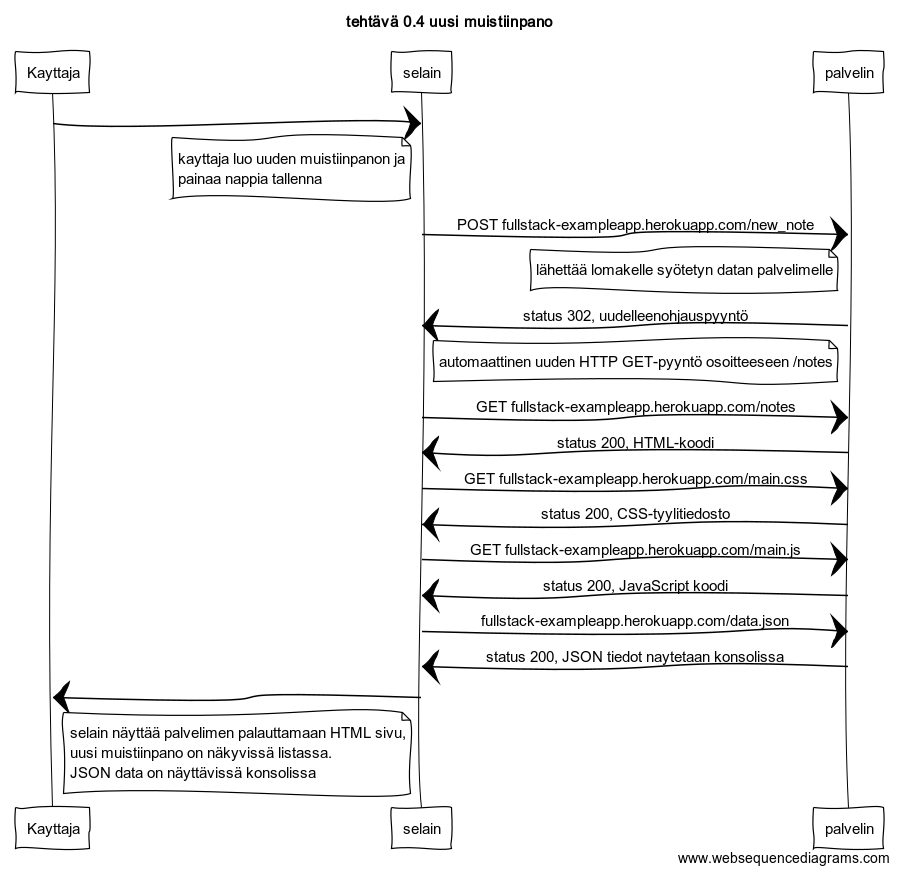 tehtävä 0.4 uusi muistiinpano
Kayttaja
selain
palvelin
kayttaja luo uuden muistiinpanon ja
painaa nappia tallenna
POST fullstack-exampleapp.herokuapp.com/new_note
lähettää lomakelle syötetyn datan palvelimelle
status 302, uudelleenohjauspyyntö
automaattinen uuden HTTP GET-pyyntö osoitteeseen /notes
GET fullstack-exampleapp.herokuapp.com/notes
status 200, HTML-koodi
GET fullstack-exampleapp.herokuapp.com/main.css
status 200, CSS-tyylitiedosto
GET fullstack-exampleapp.herokuapp.com/main.js
status 200, JavaScript koodi
fullstack-exampleapp.herokuapp.com/data.json
status 200, JSON tiedot naytetaan konsolissa
selain näyttää palvelimen palauttamaan HTML sivu,
uusi muistiinpano on näkyvissä listassa.
JSON data on näyttävissä konsolissa
Kayttaja
selain
palvelin
www.websequencediagrams.com